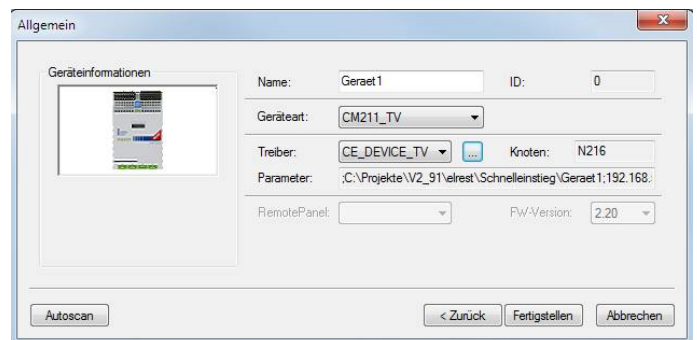 Allgemein
Geräteinformationen
Name: Geraet1 ID: 0
Geräteart: CM211_TV
Treiber: CE_DEVICE_TV ... Knoten: N216
Parameter: ;C:\Projekte\V2_91\elrest\Schnelleinstieg\Geraet1;192.168.
RemotePanel: FW-Version: 2.20
Autoscan < Zurück Fertigstellen Abbrechen